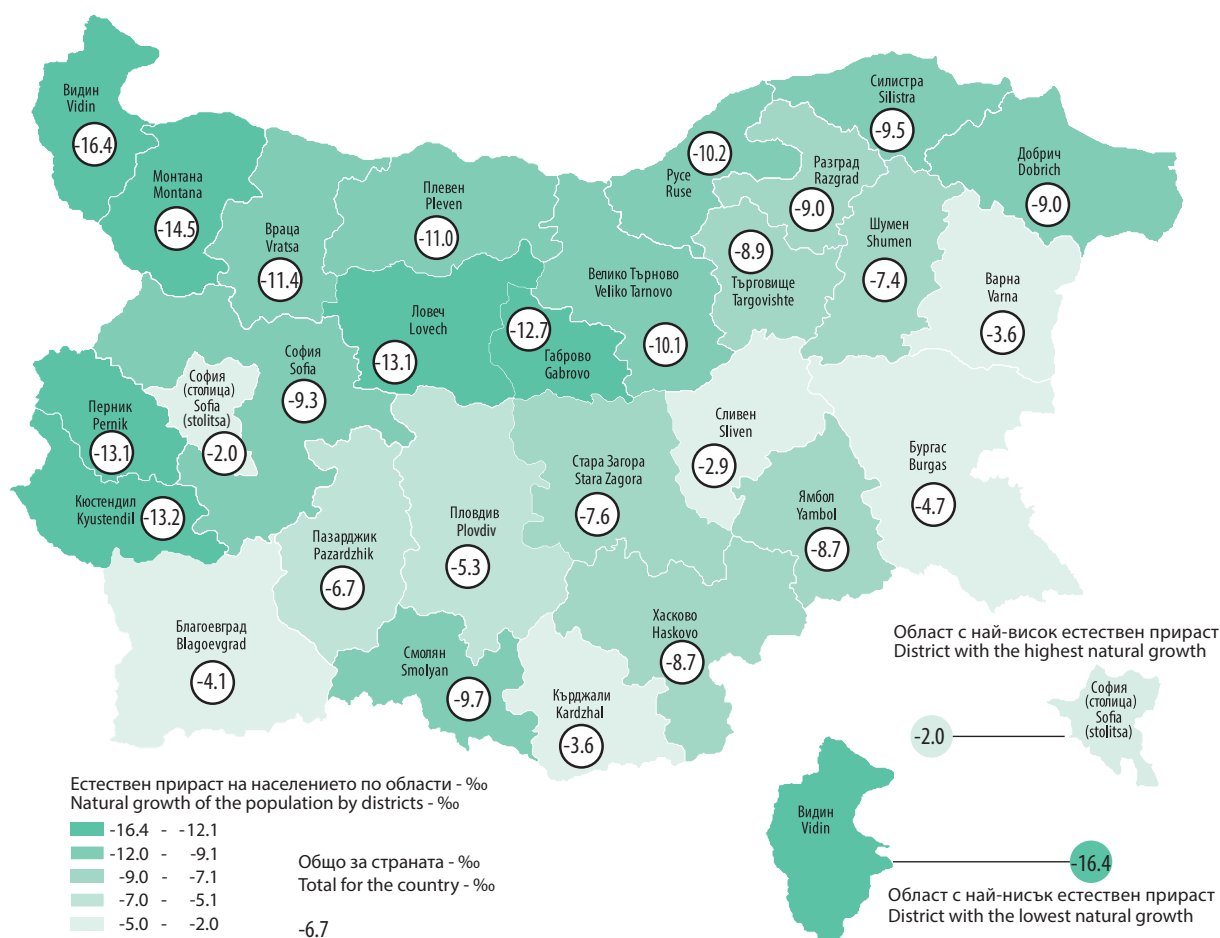 Видин
Vidin
-16.4
Монтана
Montana
-14.5
Враца
Vratsa
-11.4
Плевен
Pleven
-11.0
Ловеч
Lovech
-13.1
-12.7
Габрово
Gabrovo
Велико Търново
Veliko Tarnovo
-10.1
-10.2
Русе
Ruse
Силистра
Silistra
-9.5
Разград
Razgrad
-9.0
Добрич
Dobrich
-9.0
-8.9
Търговище
Targovishte
Шумен
Shumen
-7.4
Варна
Varna
-3.6
София
Sofia
-9.3
София
(столица)
Sofia
(stolitsa)
-2.0
Перник
Pernik
-13.1
Кюстендил
Kyustendil
-13.2
Благоевград
Blagoevgrad
-4.1
Пазарджик
Pazardzhik
-6.7
Пловдив
Plovdiv
-5.3
Смолян
Smolyan
-9.7
Стара Загора
Stara Zagora
-7.6
Сливен
Sliven
-2.9
Ямбол
Yambol
-8.7
Бургас
Burgas
-4.7
Хасково
Haskovo
-8.7
Кърджали
Kardzhal
-3.6
Област с най-висок естествен прираст
District with the highest natural growth
София
(столица)
Sofia
(stolitsa)
-2.0
Видин
Vidin
-16.4
Област с най-нисък естествен прираст
District with the lowest natural growth
Естествен прираст на населението по области - ‰
Natural growth of the population by districts - ‰
-16.4 - -12.1
-12.0 - -9.1
-9.0 - -7.1
-7.0 - -5.1
-5.0 - -2.0
Общо за страната - ‰
Total for the country - ‰
-6.7